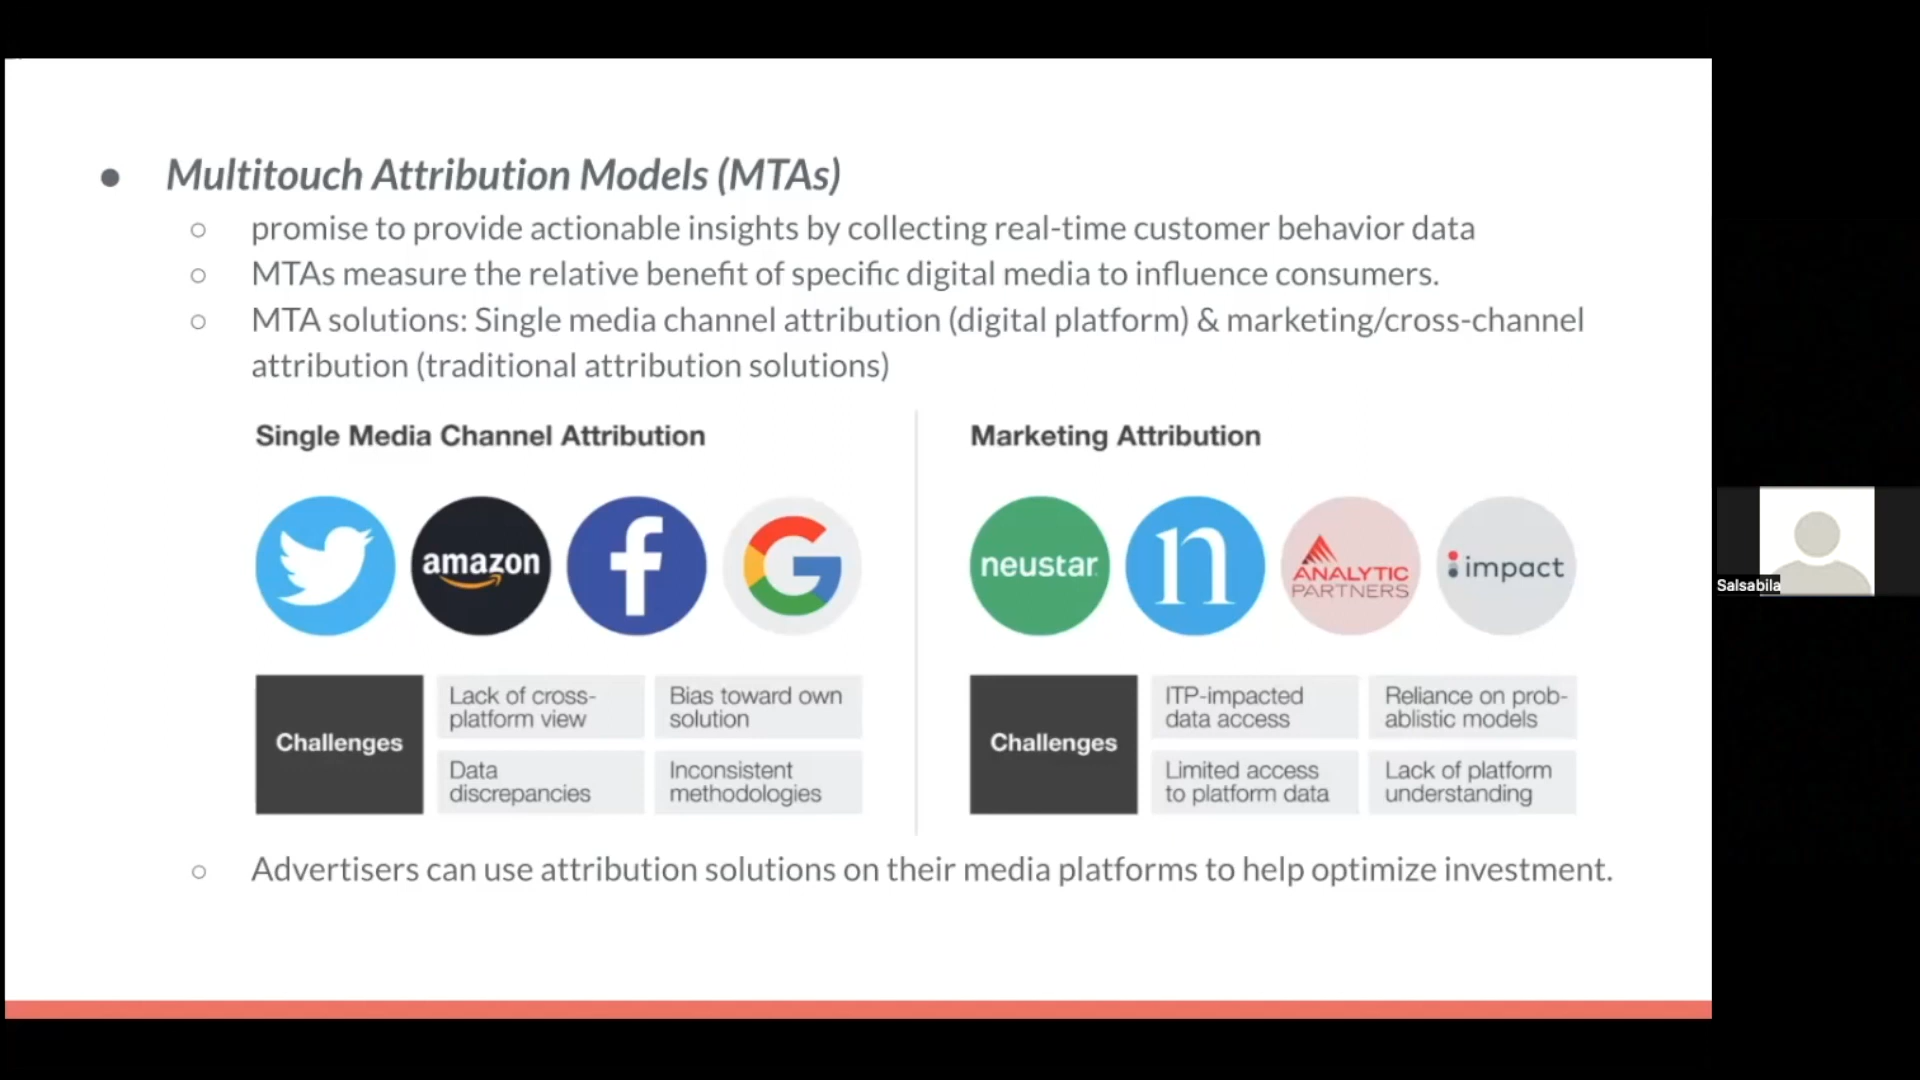 Multitouch Attribution Models (MTAs)
promise to provide actionable insights by collecting real-time customer behavior data
MTAs measure the relative benefit of specific digital media to influence consumers.
MTA solutions: Single media channel attribution (digital platform) & marketing/cross-channel
attribution (traditional attribution solutions)
Single Media Channel Attribution
amazon
Challenges
Lack of cross-
platform view
Bias toward own
solution
Data
discrepancies
Inconsistent
methodologies
Marketing Attribution
neustar
n
ANALYTIC
PARTNERS
impact
Challenges
ITP-impacted
data access
Reliance on prob-
ablistic models
Limited access
to platform data
Lack of platform
understanding
Advertisers can use attribution solutions on their media platforms to help optimize investment.
Salsabila